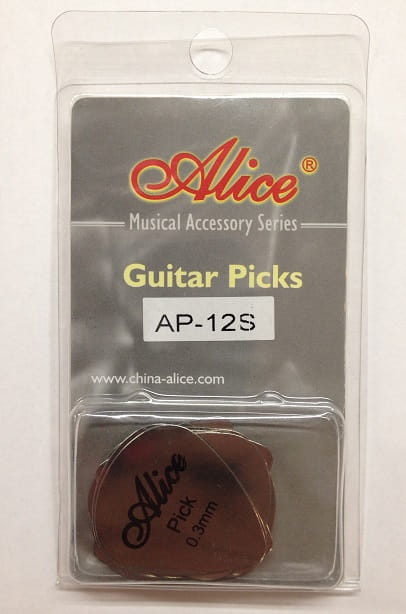 Alice®
Musical Accessory Series
Guitar Picks
AP-12S
www.china-alice.com
Alice
Pick
0.3mm